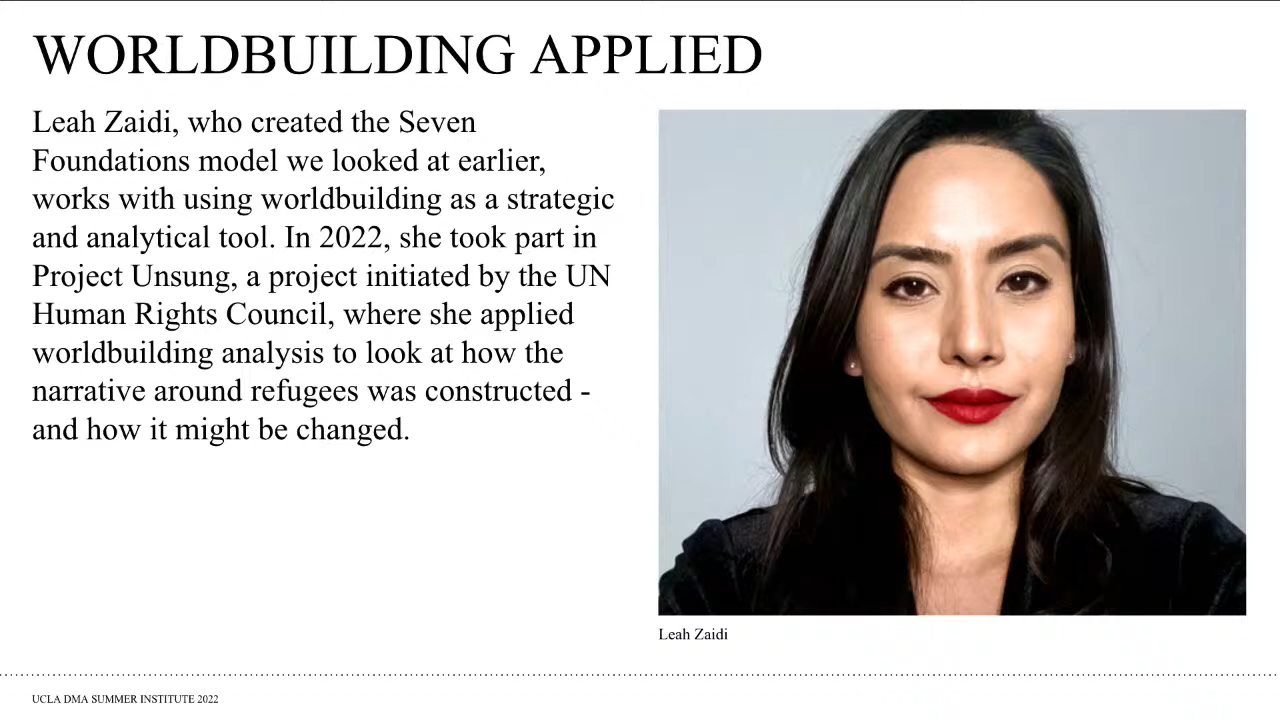 WORLDBUILDING APPLIED
Leah Zaidi, who created the Seven
Foundations model we looked at earlier,
works with using worldbuilding as a strategic
and analytical tool. In 2022, she took part in
Project Unsung, a project initiated by the UN
Human Rights Council, where she applied
worldbuilding analysis to look at how the
narrative around refugees was constructed -
and how it might be changed.
Leah Zaidi
UCLA DMA SUMMER INSTITUTE 2022